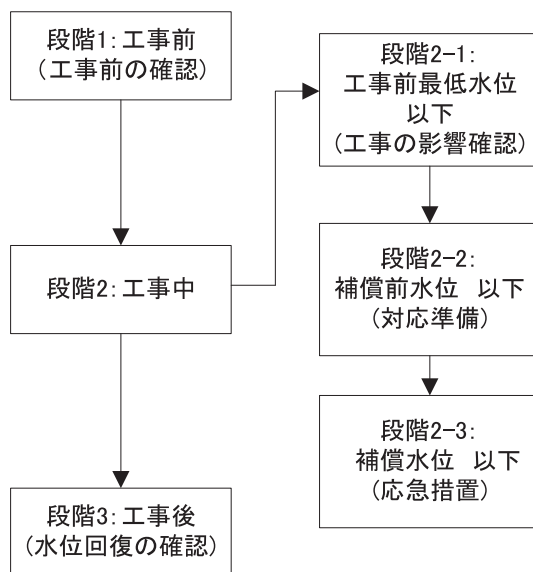 段階1：工事前
（工事前の確認）
段階2：工事中
段階3：工事後
（水位回復の確認）
段階2-1：
工事前最低水位
以下
（工事の影響確認）
段階2-2：
補償前水位　以下
（対応準備）
段階2-3：
補償水位　以下
（応急措置）